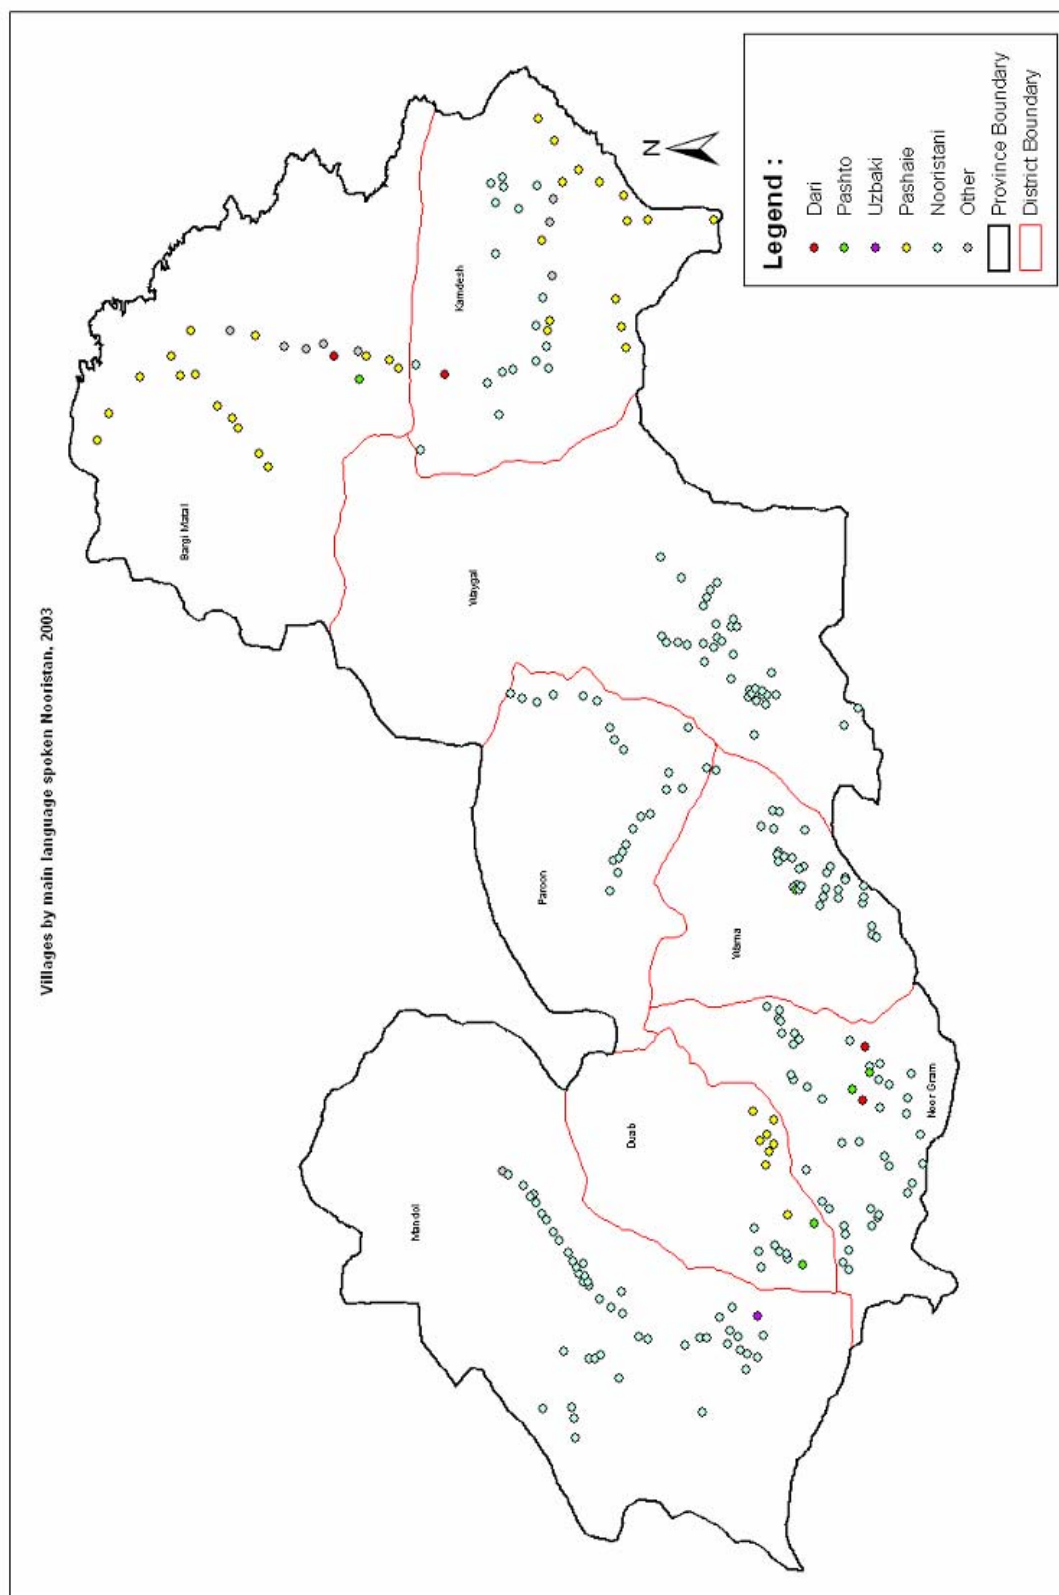 Villages by main language spoken Nooristan, 2003
Mandol
Duab
Noor Gram
Paroon
Wama
Waygal
Bargi Matal
Kamdesh
N
Legend :
Dari
Pashto
Uzbaki
Pashaie
Nooristani
Other
Province Boundary
District Boundary